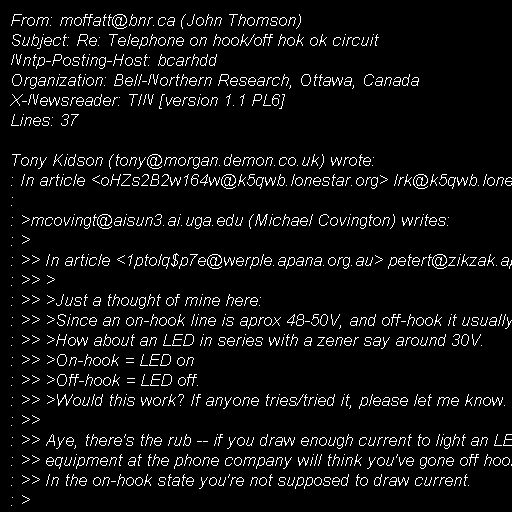 From: moffatt@bnr.ca (John Thomson)
Subject: Re: Telephone on hook/off hok ok circuit
Nntp-Posting-Host: bcarhdd
Organization: Bell-Northern Research, Ottawa, Canada
X-Newsreader: TIN [version 1.1 PL6]
Lines: 37

Tony Kidson (tony@morgan.demon.co.uk) wrote:
: In article <oHZs2B2w164w@k5qwb.lonestar.org> lrk@k5qwb.lone
:
: >mcovingt@aisun3.ai.uga.edu (Michael Covington) writes:
: >
: >> In article <1ptolq$p7e@werple.apana.org.au> petert@zikzak.ap
: >> >
: >> >Just a thought of mine here:
: >> >Since an on-hook line is aprox 48-50V, and off-hook it usually
: >> >How about an LED in series with a zener say around 30V.
: >> >On-hook = LED on
: >> >Off-hook = LED off.
: >> >Would this work? If anyone tries/tried it, please let me know.
: >>
: >> Aye, there's the rub -- if you draw enough current to light an LE
: >> equipment at the phone company will think you've gone off hoo
: >> In the on-hook state you're not supposed to draw current.
: >